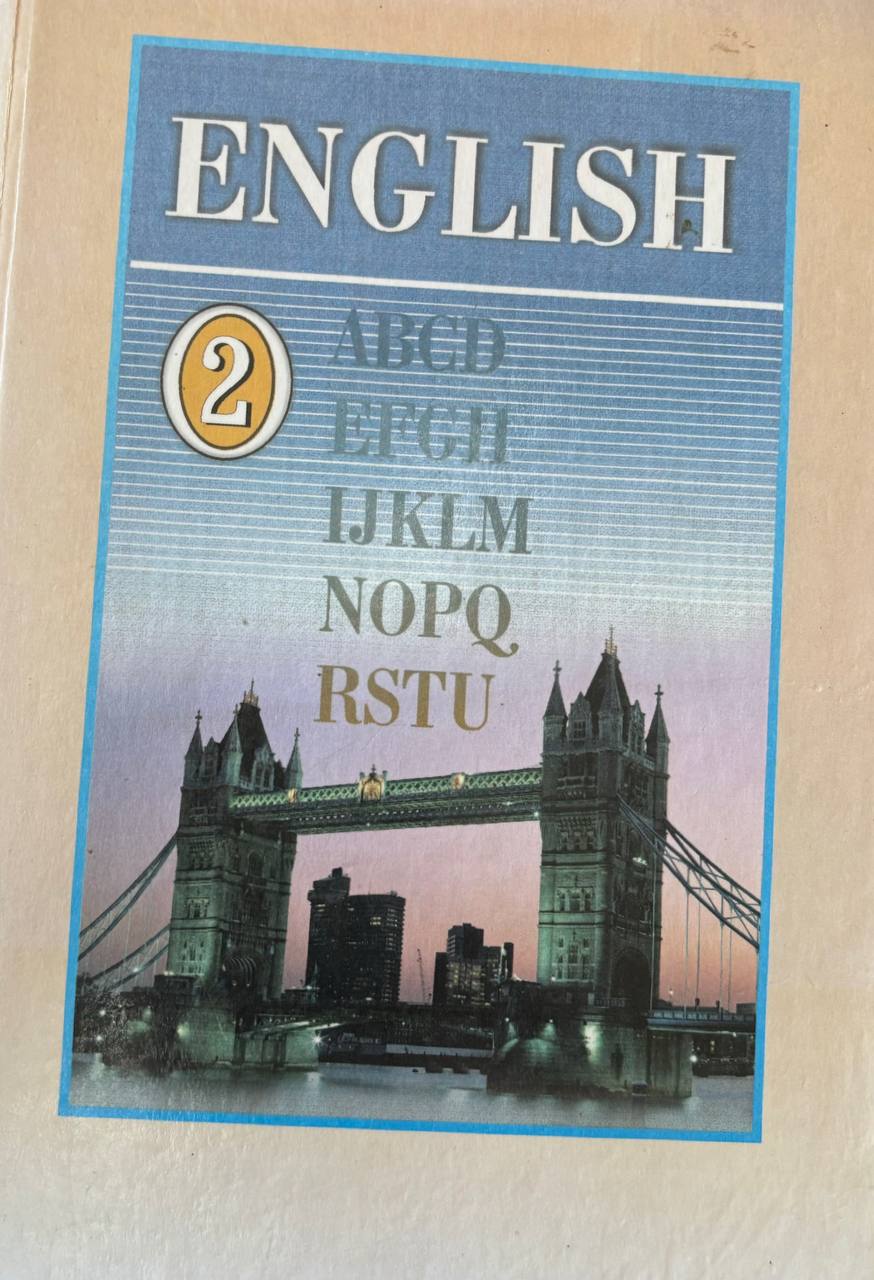 ENGLISH
2
ABCD
EFGH
IJKLM
NOPQ
RSTU